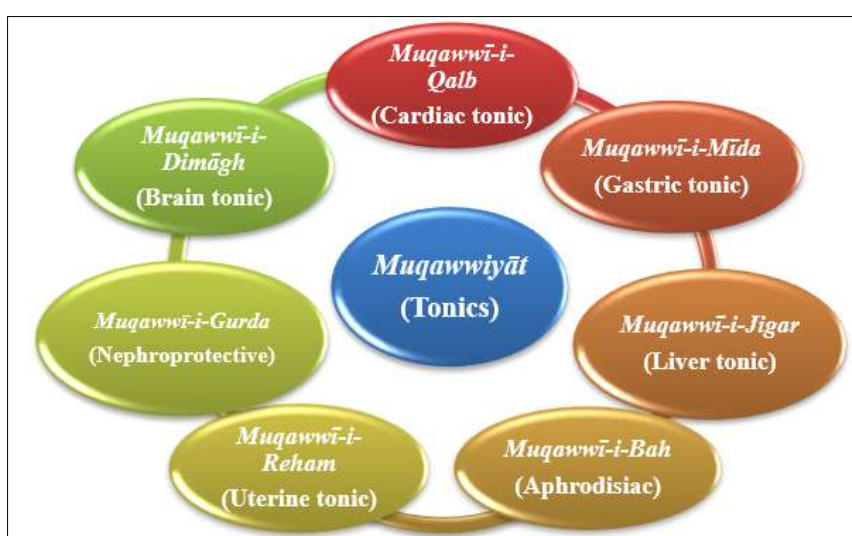 Muqawwī-i-
Qalb
(Cardiac tonic)
Muqawwī-i-Mīda
(Gastric tonic)
Muqawwī-i-Jigar
(Liver tonic)
Muqawwī-i-Bah
(Aphrodisiac)
Muqawwī-i-
Reham
(Uterine tonic)
Muqawwī-i-Gurda
(Nephroprotective)
Muqawwī-i-
Dimāgh
(Brain tonic)
Muqawwiyāt
(Tonics)